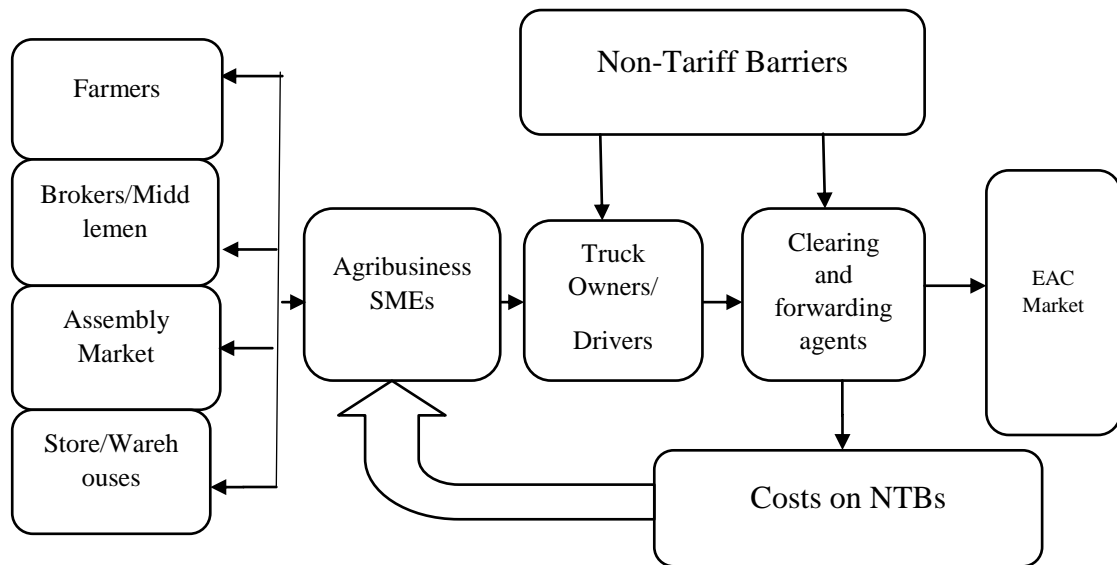 Non-Tariff Barriers
Farmers
Brokers/Midd
lemen
Assembly
Market
Store/Wareh
ouses
Agribusiness
SMEs
Truck
Owners/
Drivers
Clearing
and
forwarding
agents
EAC
Market
Costs on NTBs